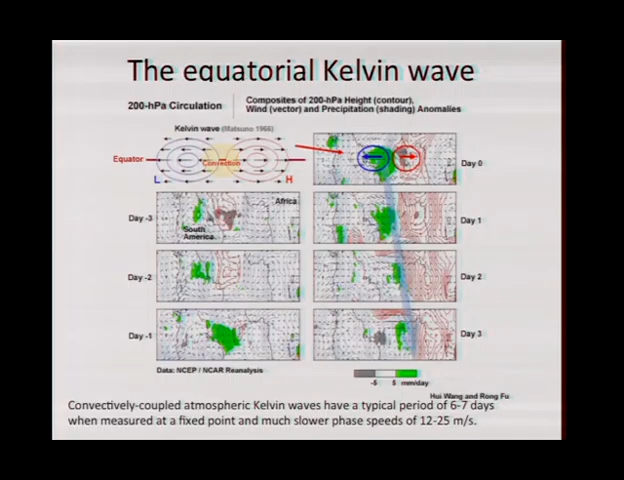 The equatorial Kelvin wave
200-hPa Circulation
Composites of 200-hPa Height (contour),
Wind (vector) and Precipitation (shading) Anomalies
Kelvin wave (Matsuno 1966)
Equator
Convection
L
H
Day 0
Day -3
South
America
Africa
Day 1
Day -2
Day 2
Day -1
Day 3
Data: NCEP / NCAR Reanalysis
-5 5 mm/day
Hui Wang and Rong Fu
Convectively-coupled atmospheric Kelvin waves have a typical period of 6-7 days
when measured at a fixed point and much slower phase speeds of 12-25 m/s.